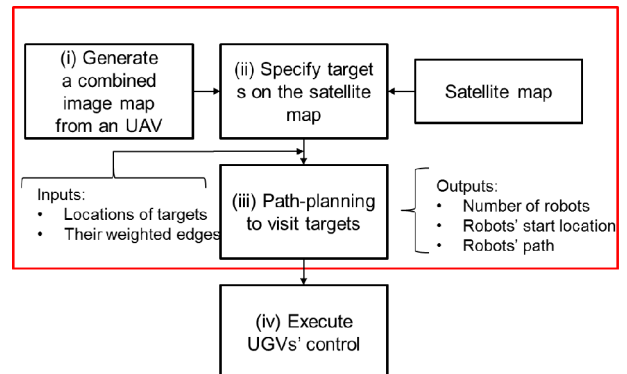 (i) Generate
a combined
image map
from an UAV
(ii) Specify target
s on the satellite
map
Satellite map
Inputs:
• Locations of targets
• Their weighted edges
(iii) Path-planning
to visit targets
Outputs:
• Number of robots
• Robots' start location
• Robots' path
(iv) Execute
UGVs' control